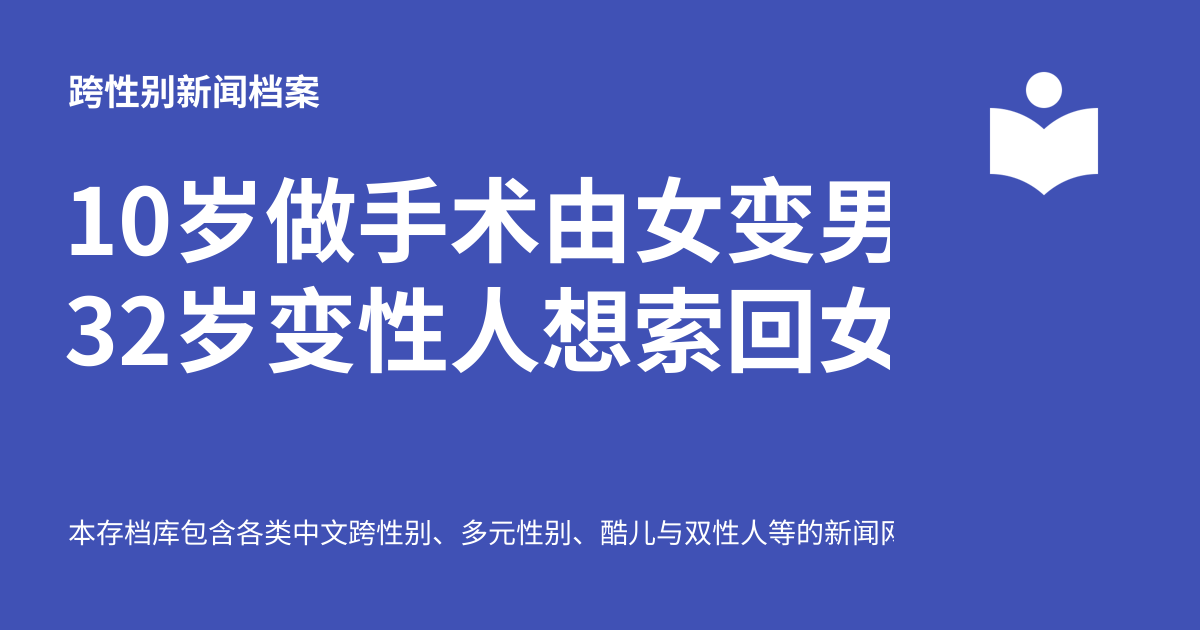 跨性别新闻档案
10岁做手术由女变男
32岁变性人想索回女
本存档库包含各类中文跨性别、多元性别、酷儿与双性人等的新闻网